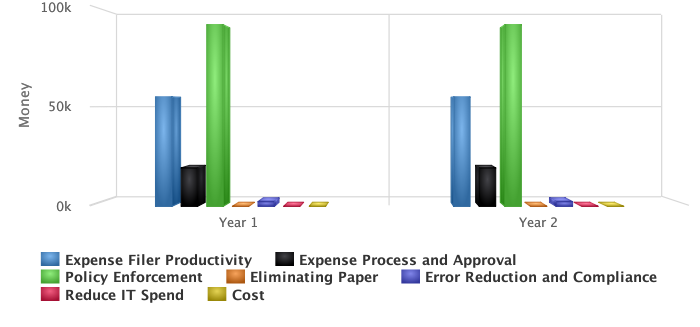 100k
50k
0k
Money
Year 1
Year 2
Expense Filer Productivity
Expense Process and Approval
Policy Enforcement
Eliminating Paper
Error Reduction and Compliance
Reduce IT Spend
Cost